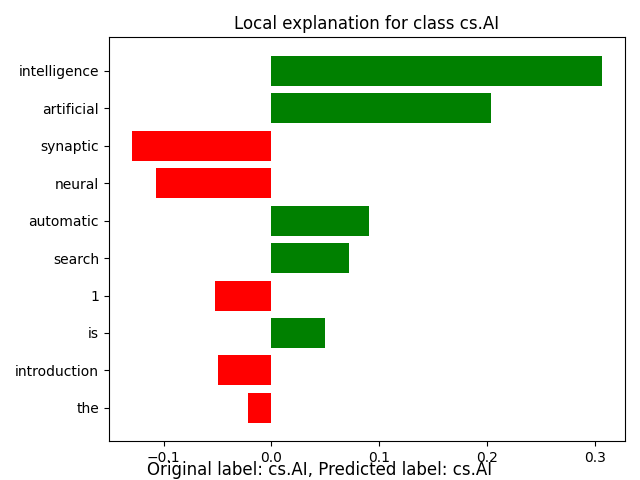 Local explanation for class cs.AI
intelligence
artificial
synaptic
neural
automatic
search
1
is
introduction
the
−0.1 0.0 0.1 0.2 0.3
Original label: cs.AI, Predicted label: cs.AI